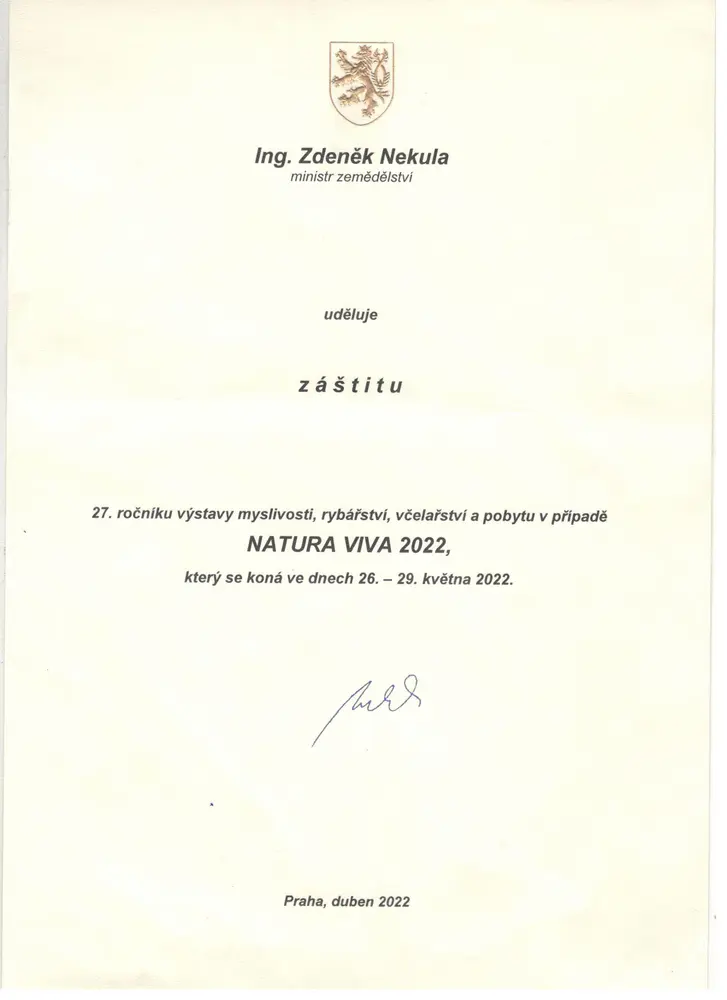 Ing. Zdeněk Nekula
ministr zemědělství
uděluje
záštitu
27. ročníku výstavy myslivosti, rybářství, včelařství a pobytu v případě
NATURA VIVA 2022,
který se koná ve dnech 26. – 29. května 2022.
Praha, duben 2022